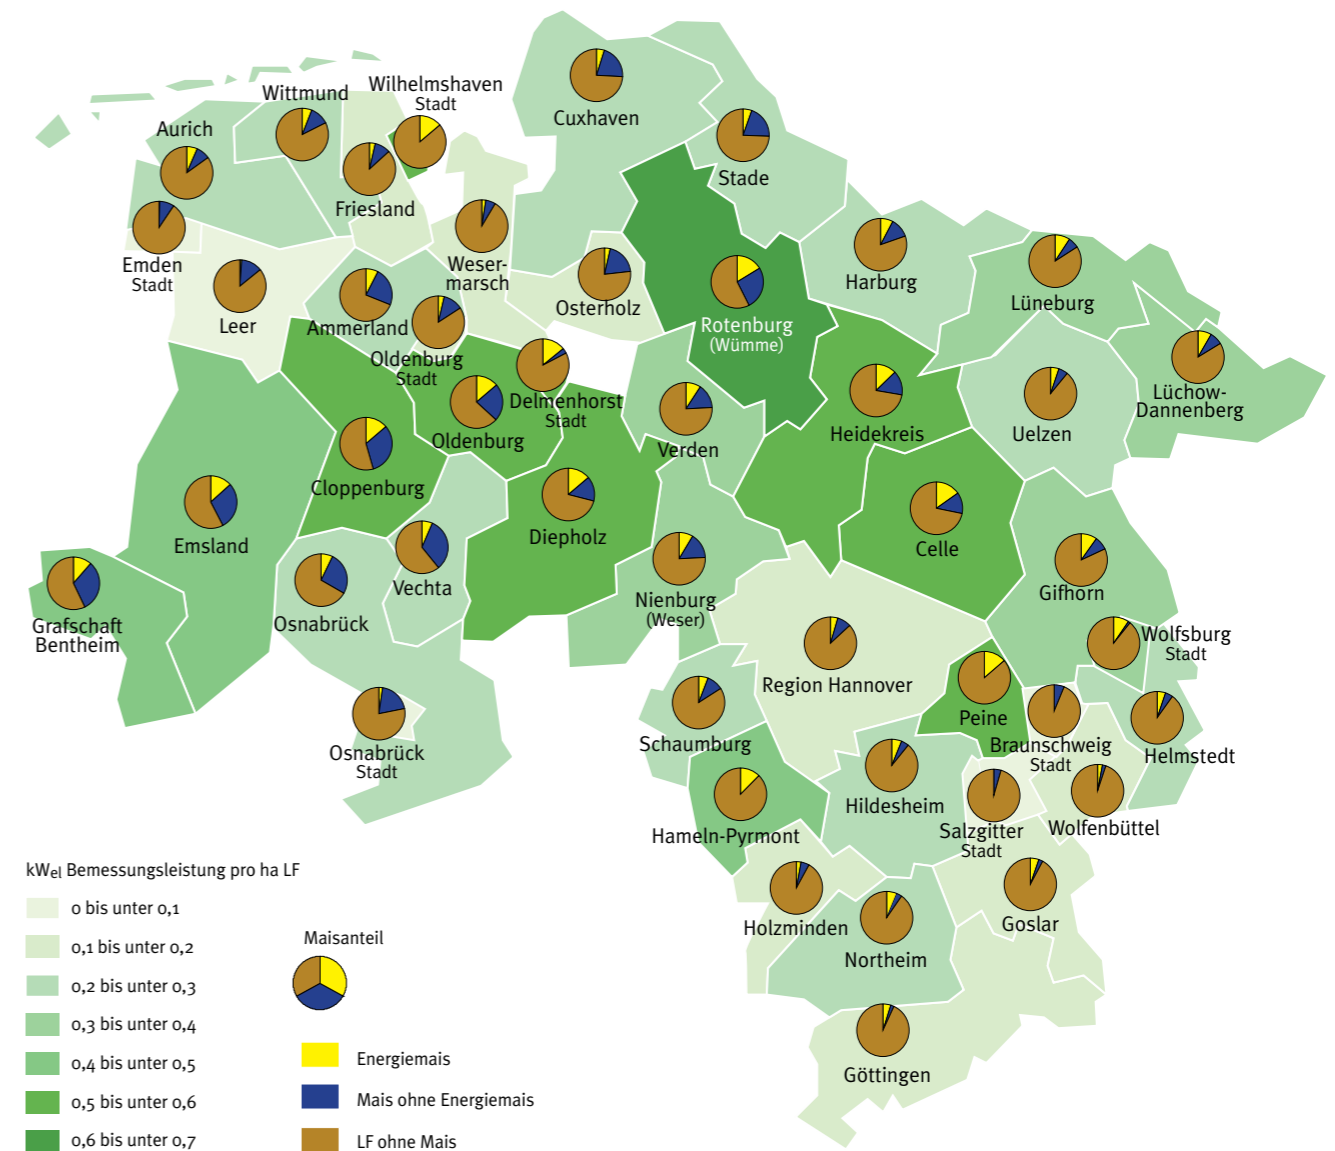 Wittmund
Wilhelmshaven
Stadt
Cuxhaven
Aurich
Stade
Friesland
Emden
Stadt
Weser-
marsch
Harburg
Lüneburg
Osterholz
Leer
Ammerland
Rotenburg
(Wümme)
Oldenburg
Stadt
Delmenhorst
Stadt
Lüchow-
Dannenberg
Oldenburg
Verden
Heidekreis
Uelzen
Cloppenburg
Emsland
Diepholz
Celle
Vechta
Nienburg
(Weser)
Gifhorn
Grafschaft
Bentheim
Osnabrück
Wolfsburg
Stadt
Region Hannover
Peine
Schaumburg
Braunschweig
Stadt
Helmstedt
Osnabrück
Stadt
Hildesheim
Hameln-Pyrmont
Salzgitter
Stadt
Wolfenbüttel
Holzminden
Goslar
Northeim
Göttingen
kWel Bemessungsleistung pro ha LF
0 bis unter 0,1
0,1 bis unter 0,2
0,2 bis unter 0,3
0,3 bis unter 0,4
0,4 bis unter 0,5
0,5 bis unter 0,6
0,6 bis unter 0,7
Maisanteil
Energiemais
Mais ohne Energiemais
LF ohne Mais